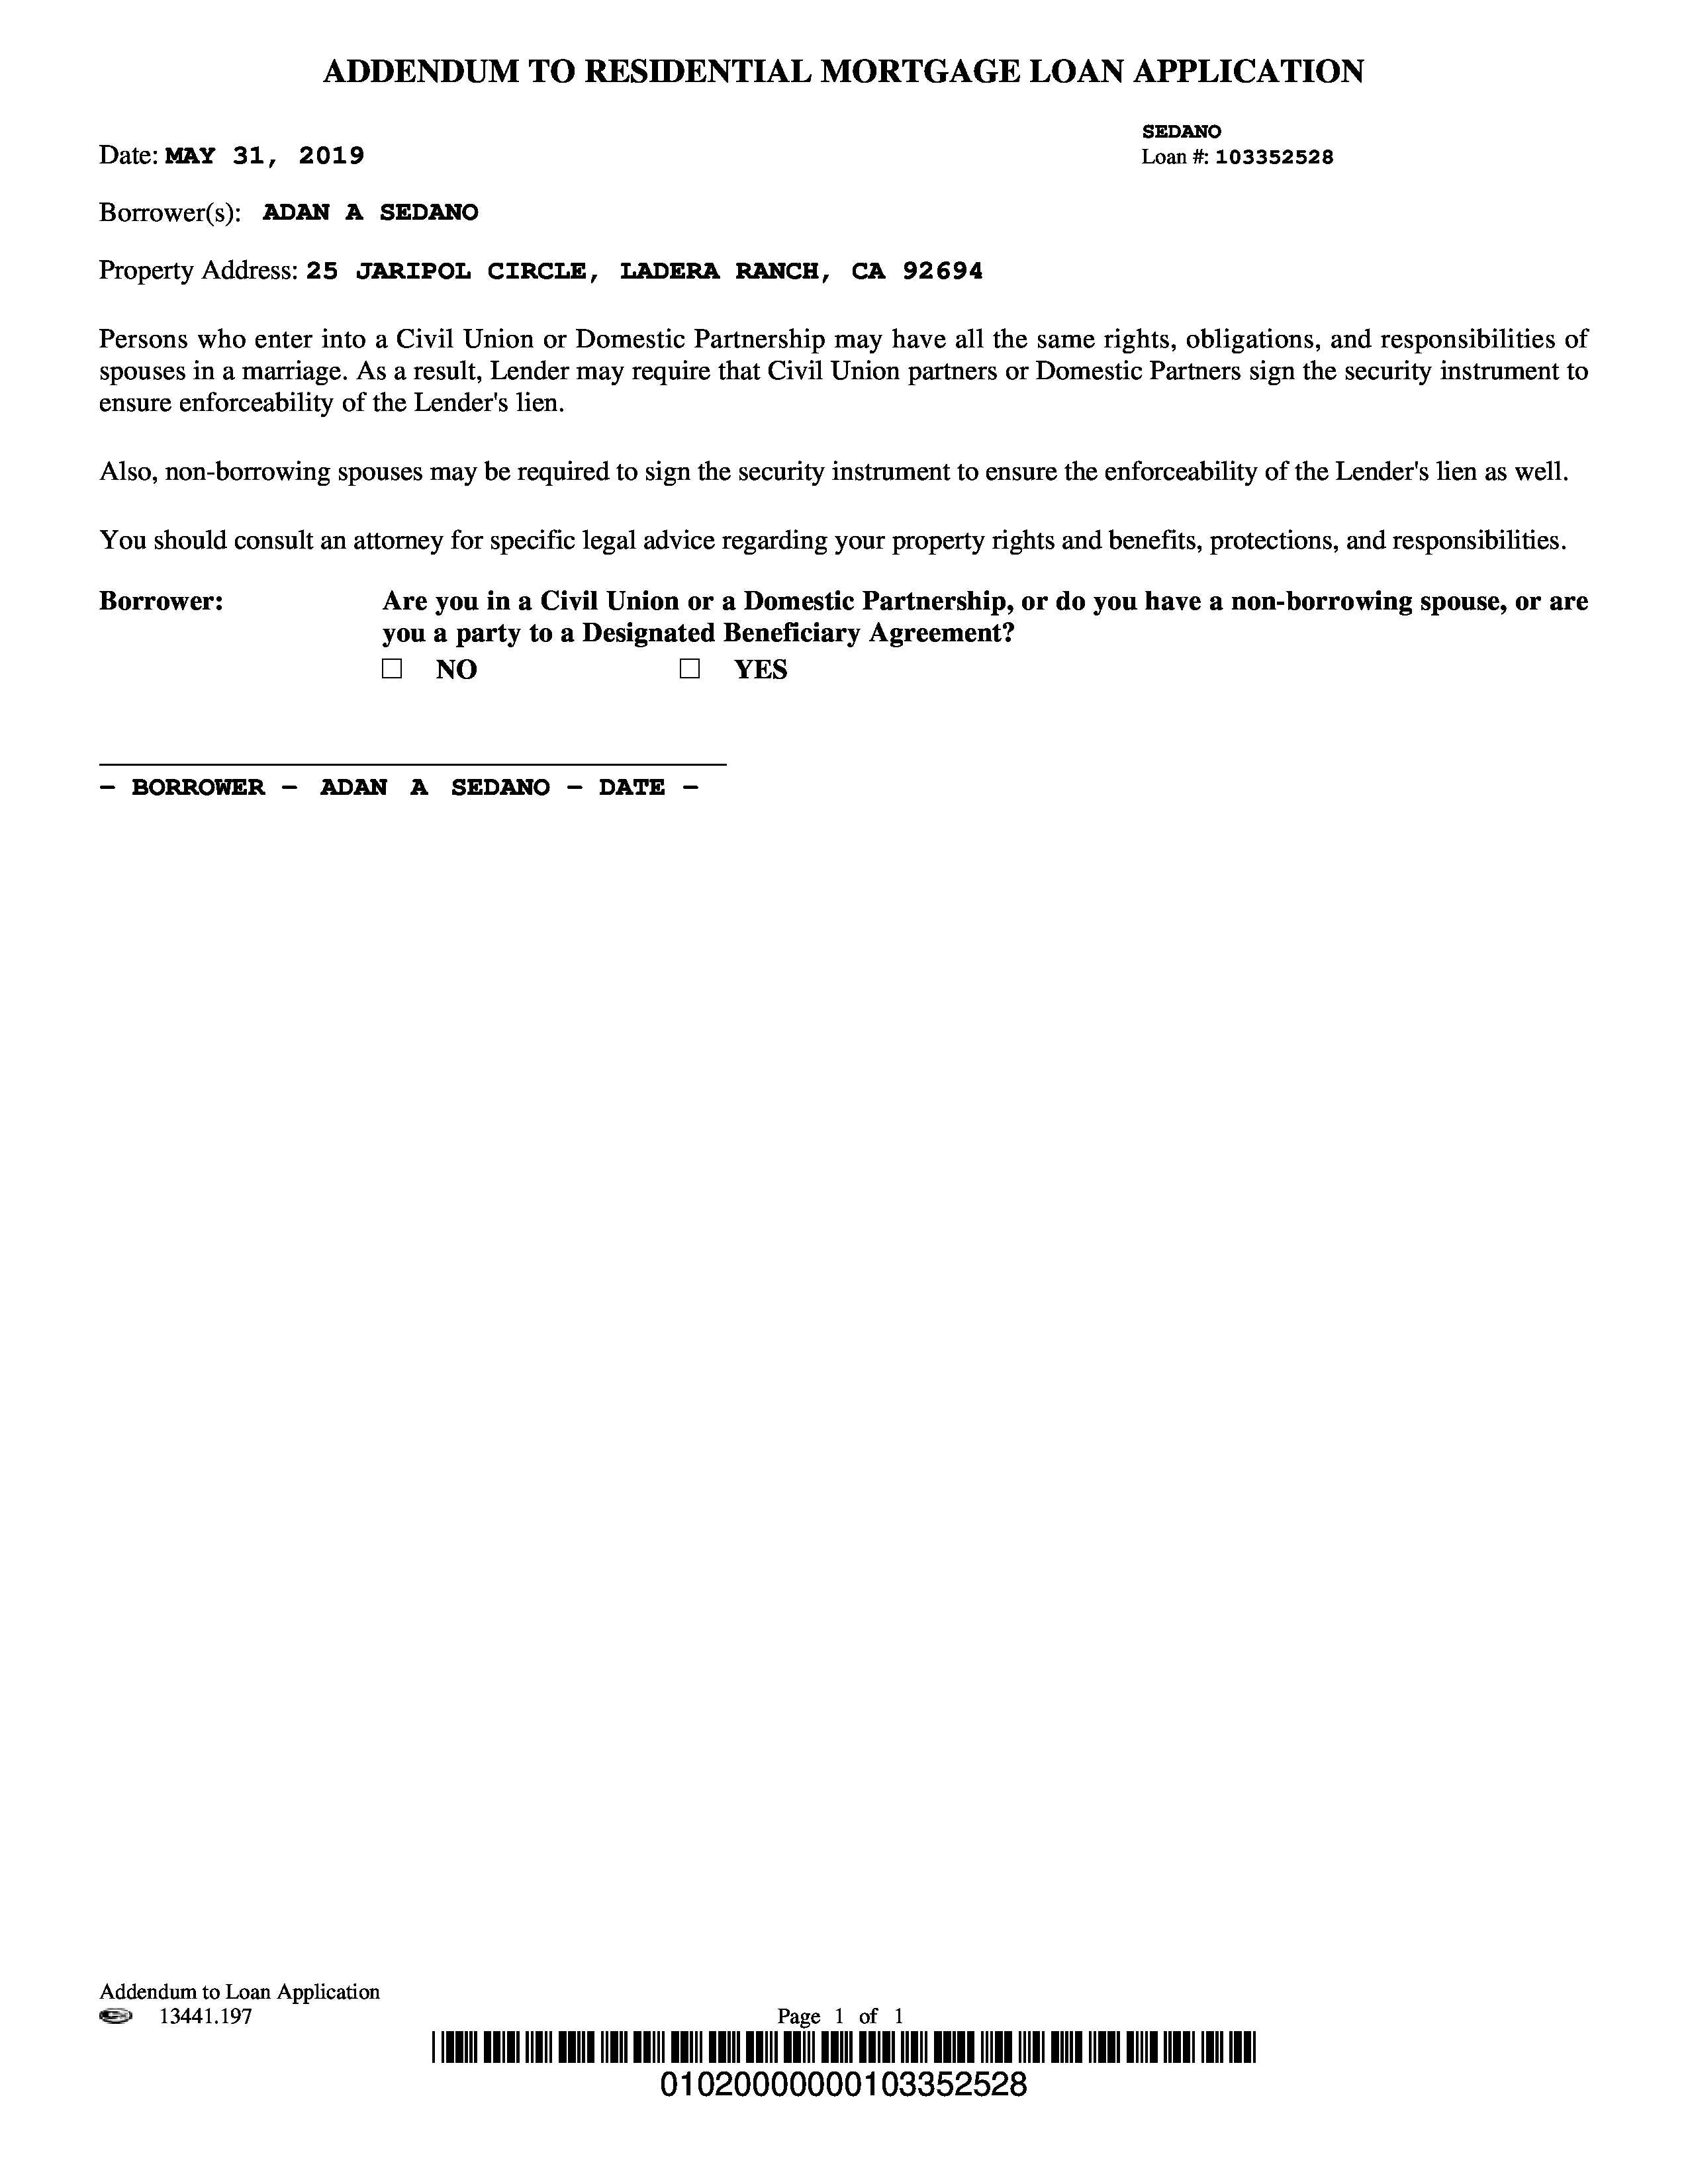 ADDENDUM TO RESIDENTIAL MORTGAGE LOAN APPLICATION
SEDANO
Date: MAY 31, 2019 Loan #: 103352528
Borrower(s): ADAN A SEDANO
Property Address: 25 JARIPOL CIRCLE, LADERA RANCH, CA 92694
Persons who enter into a Civil Union or Domestic Partnership may have all the same rights, obligations, and responsibilities of
spouses in a marriage. As a result, Lender may require that Civil Union partners or Domestic Partners sign the security instrument to
ensure enforceability of the Lender's lien.
Also, non-borrowing spouses may be required to sign the security instrument to ensure the enforceability of the Lender's lien as well.
You should consult an attorney for specific legal advice regarding your property rights and benefits, protections, and responsibilities.
Borrower: Are you in a Civil Union or a Domestic Partnership, or do you have a non-borrowing spouse, or are
you a party to a Designated Beneficiary Agreement?
☐ NO ☐ YES
- BORROWER - ADAN A SEDANO - DATE -
Addendum to Loan Application
13441.197 Page 1 of 1
01020000000103352528